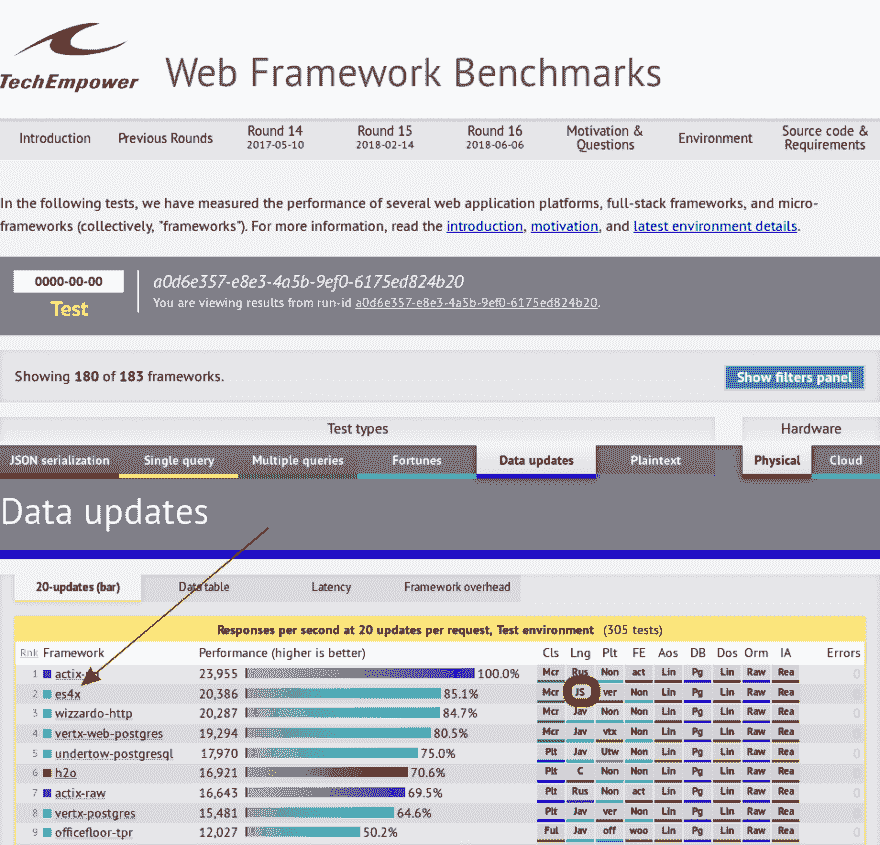 TechEmpower
Web Framework Benchmarks
Introduction
Previous Rounds
Round 14
2017-05-10
Round 15
2018-02-14
Round 16
2018-06-06
Motivation &
Questions
Environment
Source code &
Requirements
In the following tests, we have measured the performance of several web application platforms, full-stack frameworks, and micro-
frameworks (collectively, "frameworks"). For more information, read the introduction, motivation, and latest environment details.
0000-00-00
Test
a0d6e357-e8e3-4a5b-9ef0-6175ed824b20
You are viewing results from run-id a0d6e357-e8e3-4a5b-9ef0-6175ed824b20.
Showing 180 of 183 frameworks.
Show filters panel
Test types
Hardware
JSON serialization Single query Multiple queries Fortunes Data updates Plaintext Physical Cloud
Data updates
20-updates (bar) Data table Latency Framework overhead
Responses per second at 20 updates per request, Test environment (305 tests)
Rnk Framework Performance (higher is better) Cls Lng Plt FE Aos DB Dos Orm IA Errors
1 actix- 23,955 100.0% Mcr Rus Non act Lin Pg Lin Raw Rea 0
2 es4x 20,386 85.1% Mcr JS ver Non Lin Pg Lin Raw Rea 0
3 wizzardo-http 20,287 84.7% Mcr Jav Non Non Lin Pg Lin Raw Rea 0
4 vertx-web-postgres 19,294 80.5% Mcr Jav vtx Non Lin Pg Lin Raw Rea 0
5 undertow-postgresql 17,970 75.0% Plt Jav Utw Non Lin Pg Lin Raw Rea 0
6 h2o 16,921 70.6% Plt C Non Non Lin Pg Lin Raw Rea 0
7 actix-raw 16,643 69.5% Plt Rus Non act Lin Pg Lin Raw Rea 0
8 vertx-postgres 15,481 64.6% Plt Jav ver Non Lin Pg Lin Raw Rea 0
9 officefloor-tpr 12,027 50.2% Ful Jav off woo Lin Pg Lin Raw Rea 0